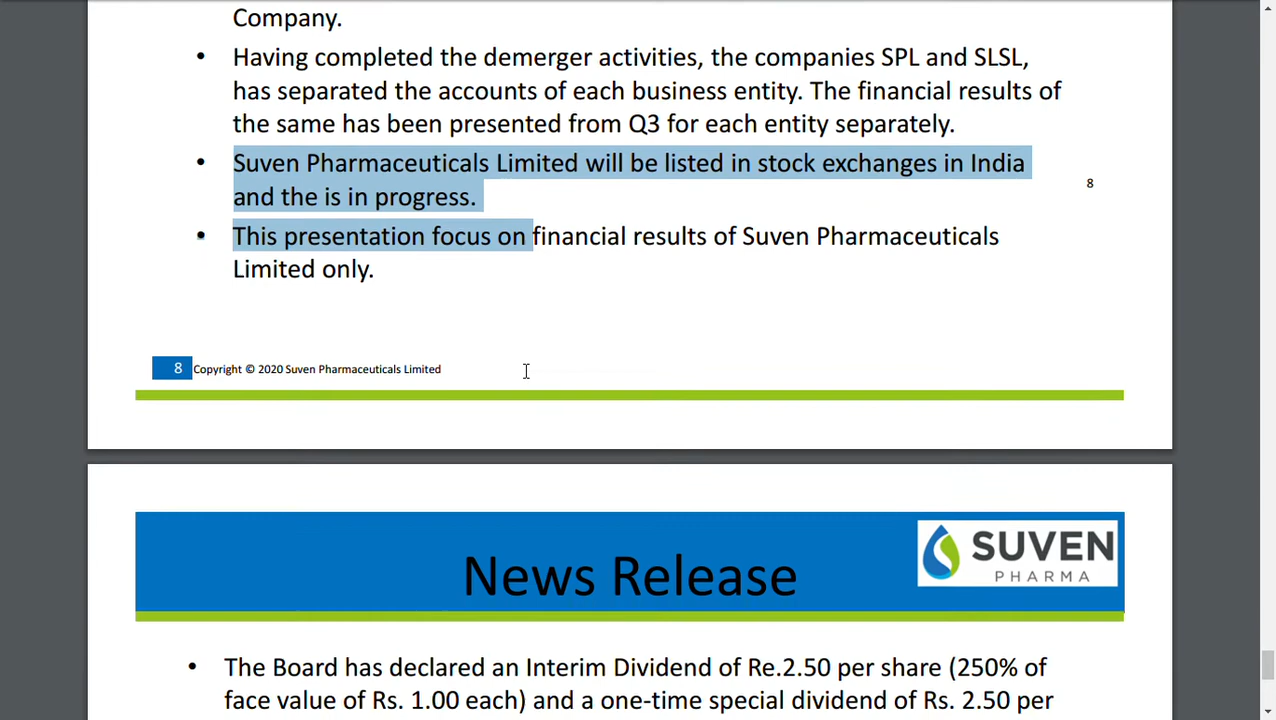 Company.
• Having completed the demerger activities, the companies SPL and SLSL,
has separated the accounts of each business entity. The financial results of
the same has been presented from Q3 for each entity separately.
• Suven Pharmaceuticals Limited will be listed in stock exchanges in India
and the is in progress.
8
• This presentation focus on financial results of Suven Pharmaceuticals
Limited only.
8 Copyright © 2020 Suven Pharmaceuticals Limited
SUVEN
PHARMA
News Release
• The Board has declared an Interim Dividend of Re.2.50 per share (250% of
face value of Rs. 1.00 each) and a one-time special dividend of Rs. 2.50 per